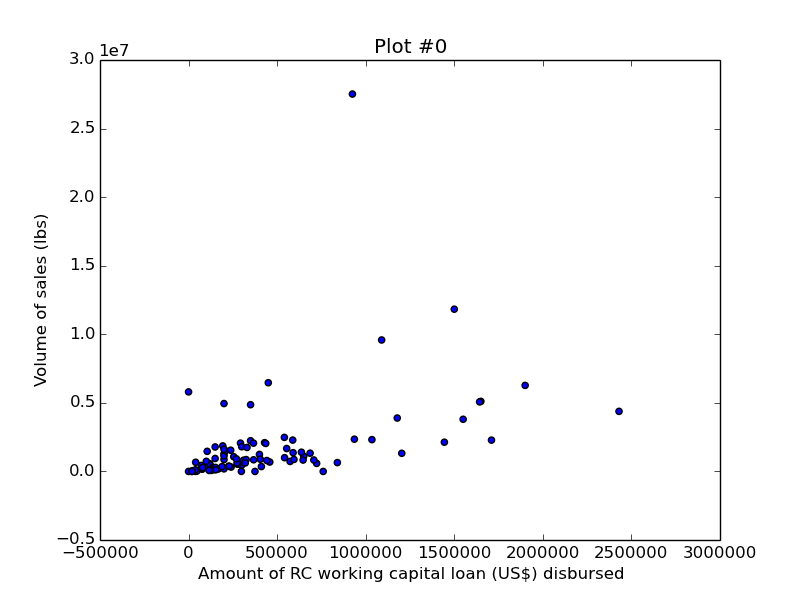 Plot #0
1e7
3.0
2.5
2.0
1.5
1.0
0.5
0.0
−0.5
−500000 0 500000 1000000 1500000 2000000 2500000 3000000
Volume of sales (lbs)
Amount of RC working capital loan (US$) disbursed